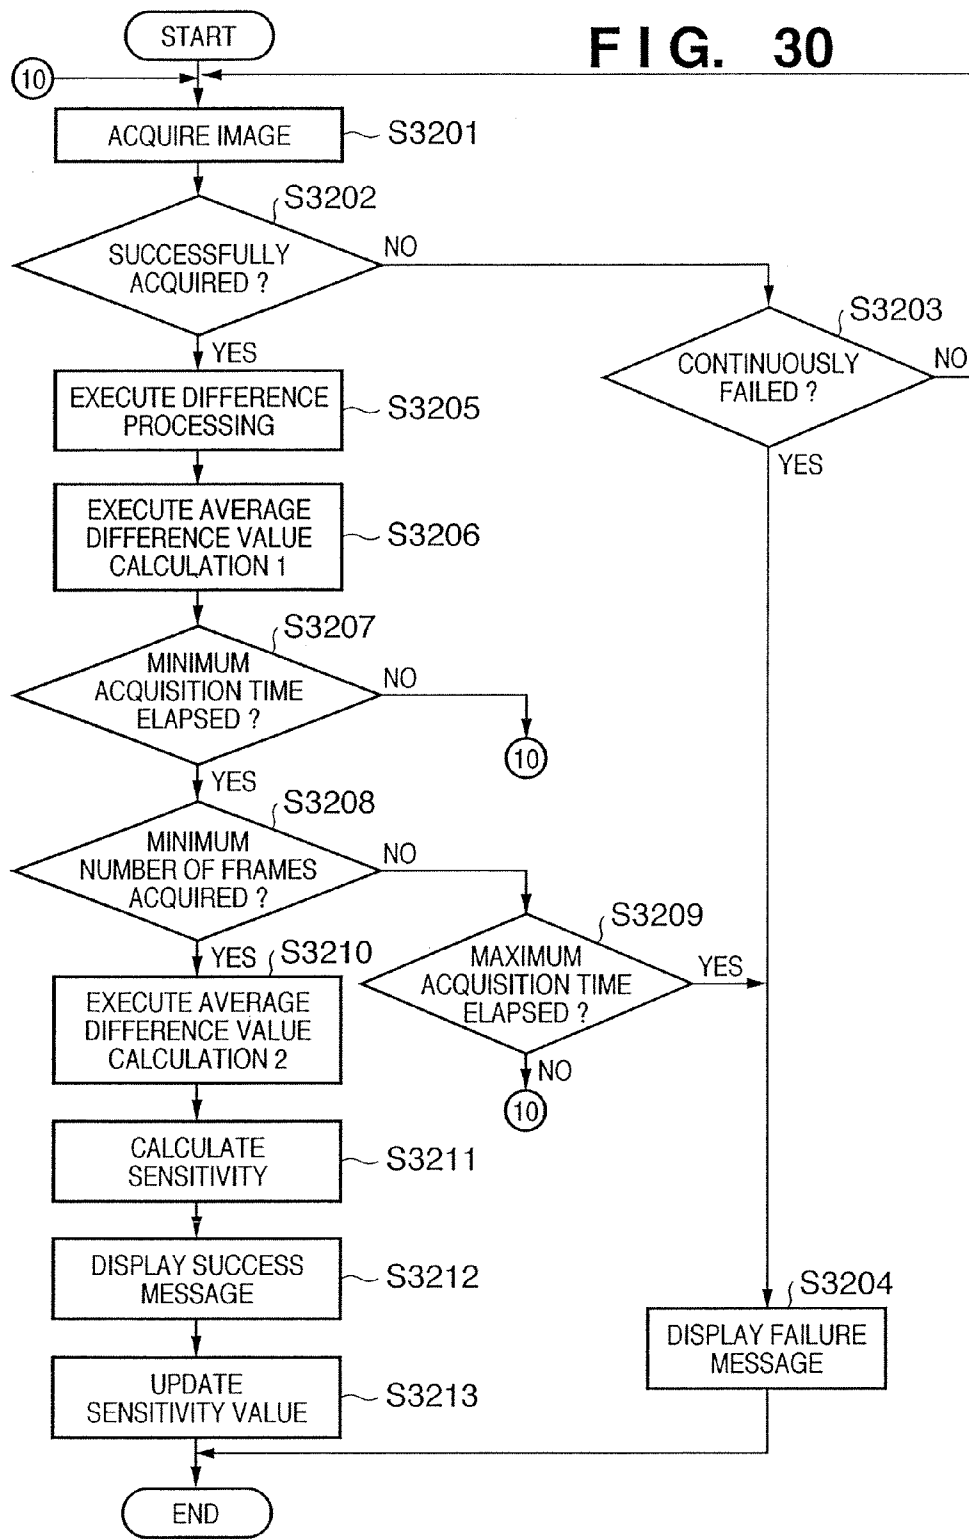 START
FIG. 30
10
ACQUIRE IMAGE
S3201
S3202
SUCCESSFULLY
ACQUIRED ?
NO
YES
S3203
CONTINUOUSLY
FAILED ?
NO
YES
EXECUTE DIFFERENCE
PROCESSING
S3205
EXECUTE AVERAGE
DIFFERENCE VALUE
CALCULATION 1
S3206
S3207
MINIMUM
ACQUISITION TIME
ELAPSED ?
NO
10
YES
S3208
MINIMUM
NUMBER OF FRAMES
ACQUIRED ?
NO
YES
S3209
MAXIMUM
ACQUISITION TIME
ELAPSED ?
YES
NO
10
S3210
EXECUTE AVERAGE
DIFFERENCE VALUE
CALCULATION 2
CALCULATE
SENSITIVITY
S3211
DISPLAY SUCCESS
MESSAGE
S3212
S3204
DISPLAY FAILURE
MESSAGE
UPDATE
SENSITIVITY VALUE
S3213
END